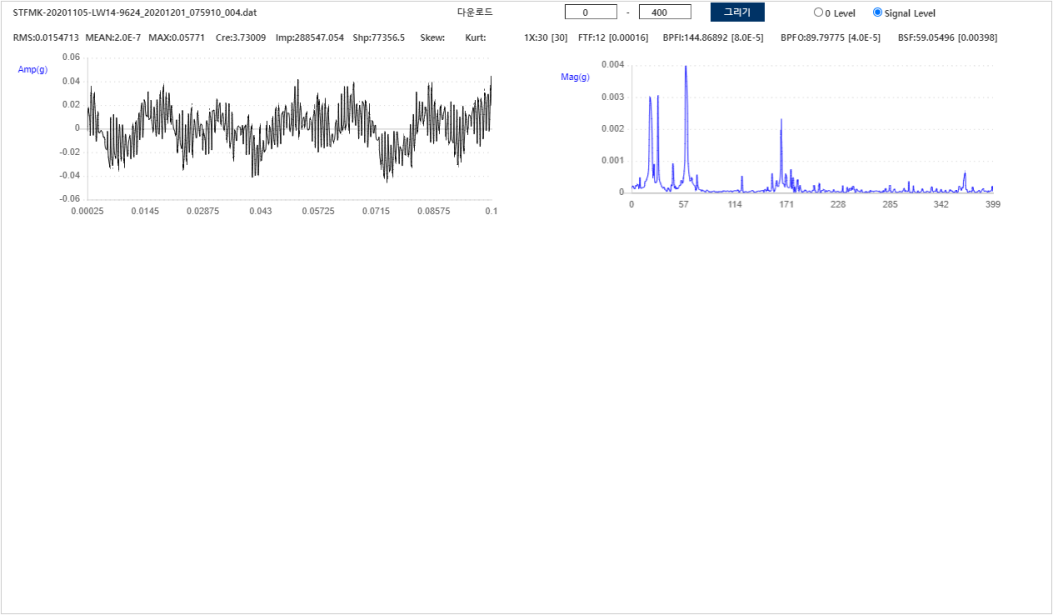 STFMK-20201105-LW14-9624_20201201_075910_004.dat 다운로드 0 - 400 그리기 0 Level Signal Level
RMS:0.0154713 MEAN:2.0E-7 MAX:0.05771 Cre:3.73009 Imp:288547.054 Shp:77356.5 Skew: Kurt: 1X:30 [30] FTF:12 [0.00016] BPFI:144.86892 [8.0E-5] BPFO:89.79775 [4.0E-5] BSF:59.05496 [0.00398]
Amp(g)
0.06
0.04
0.02
0
-0.02
-0.04
-0.06
0.00025 0.0145 0.02875 0.043 0.05725 0.0715 0.08575 0.1
Mag(g)
0.004
0.003
0.002
0.001
0
0 57 114 171 228 285 342 399